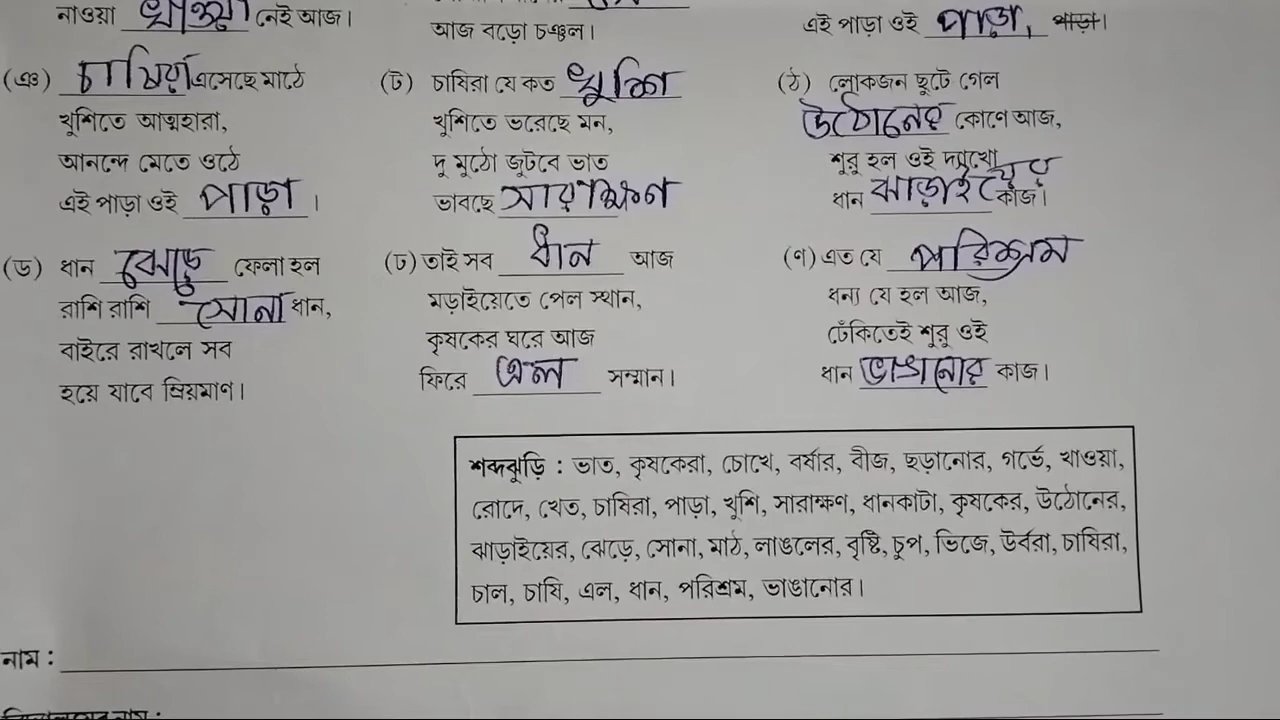 নাওয়া খাওয়া নেই আজ।
আজ বড়ো চঞ্চল।
এই পাড়া ওই পাড়া, পাড়া।
(ঞ) চাষিরা এসেছে মাঠে
খুশিতে আত্মহারা,
আনন্দে মেতে ওঠে
এই পাড়া ওই পাড়া ।
(ট) চাষিরা যে কত খুশি
খুশিতে ভরেছে মন,
দু মুঠো জুটবে ভাত
ভাবছে সারাক্ষণ
(ঠ) লোকজন ছুটে গেল
উঠোনের কোণে আজ,
শুরু হল ওই দ্যাখো
ধান ঝাড়াইয়ের কাজ।
(ড) ধান ঝেড়ে ফেলা হল
রাশি রাশি সোনা ধান,
বাইরে রাখলে সব
হয়ে যাবে ম্রিয়মাণ।
(ঢ) তাই সব ধান আজ
মড়াইয়েতে পেল স্থান,
কৃষকের ঘরে আজ
ফিরে এল সম্মান।
(ণ) এত যে পরিশ্রম
ধন্য যে হল আজ,
ঢেঁকিতেই শুরু ওই
ধান ভাঙানোর কাজ।
শব্দঝুড়ি : ভাত, কৃষকেরা, চোখে, বর্ষার, বীজ, ছড়ানোর, গর্ভে, খাওয়া,
রোদে, খেত, চাষিরা, পাড়া, খুশি, সারাক্ষণ, ধানকাটা, কৃষকের, উঠোনের,
ঝাড়াইয়ের, ঝেড়ে, সোনা, মাঠ, লাঙলের, বৃষ্টি, চুপ, ভিজে, উর্বরা, চাষিরা,
চাল, চাষি, এল, ধান, পরিশ্রম, ভাঙানোর।
নাম :